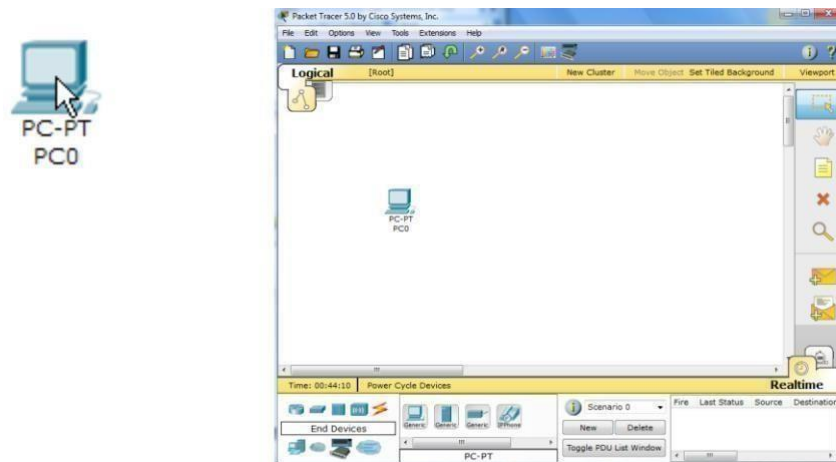 PC-PT
PC0
Packet Tracer 5.0 by Cisco Systems, Inc.
File Edit Options View Tools Extensions Help
Logical [Root] New Cluster Move Object Set Tiled Background Viewport
PC-PT
PC0
Time: 00:44:10 Power Cycle Devices Realtime
End Devices
Generic Generic Generic IPPhone
PC-PT
Scenario 0
New Delete
Toggle PDU List Window
Fire Last Status Source Destination